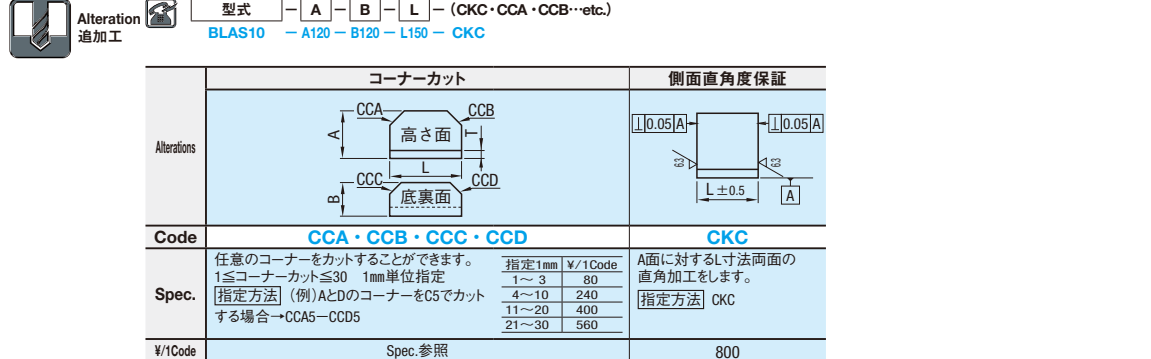 Alteration
追加工
型式 － A － B － L － (CKC・CCA・CCB…etc.)
BLAS10 － A120 － B120 － L150 － CKC
コーナーカット
側面直角度保証
Alterations
CCA
CCB
A
高さ面
T
L
CCC
CCD
B
底裏面
⊥ 0.05 A
⊥ 0.05 A
63
63
L±0.5
A
Code
CCA・CCB・CCC・CCD
CKC
Spec.
任意のコーナーをカットすることができます。
1≦コーナーカット≦30 1mm単位指定
指定方法 (例)AとDのコーナーをC5でカット
する場合→CCA5－CCD5
指定1mm ¥/1Code
1～3 80
4～10 240
11～20 400
21～30 560
A面に対するL寸法両面の
直角加工をします。
指定方法 CKC
¥/1Code
Spec.参照
800